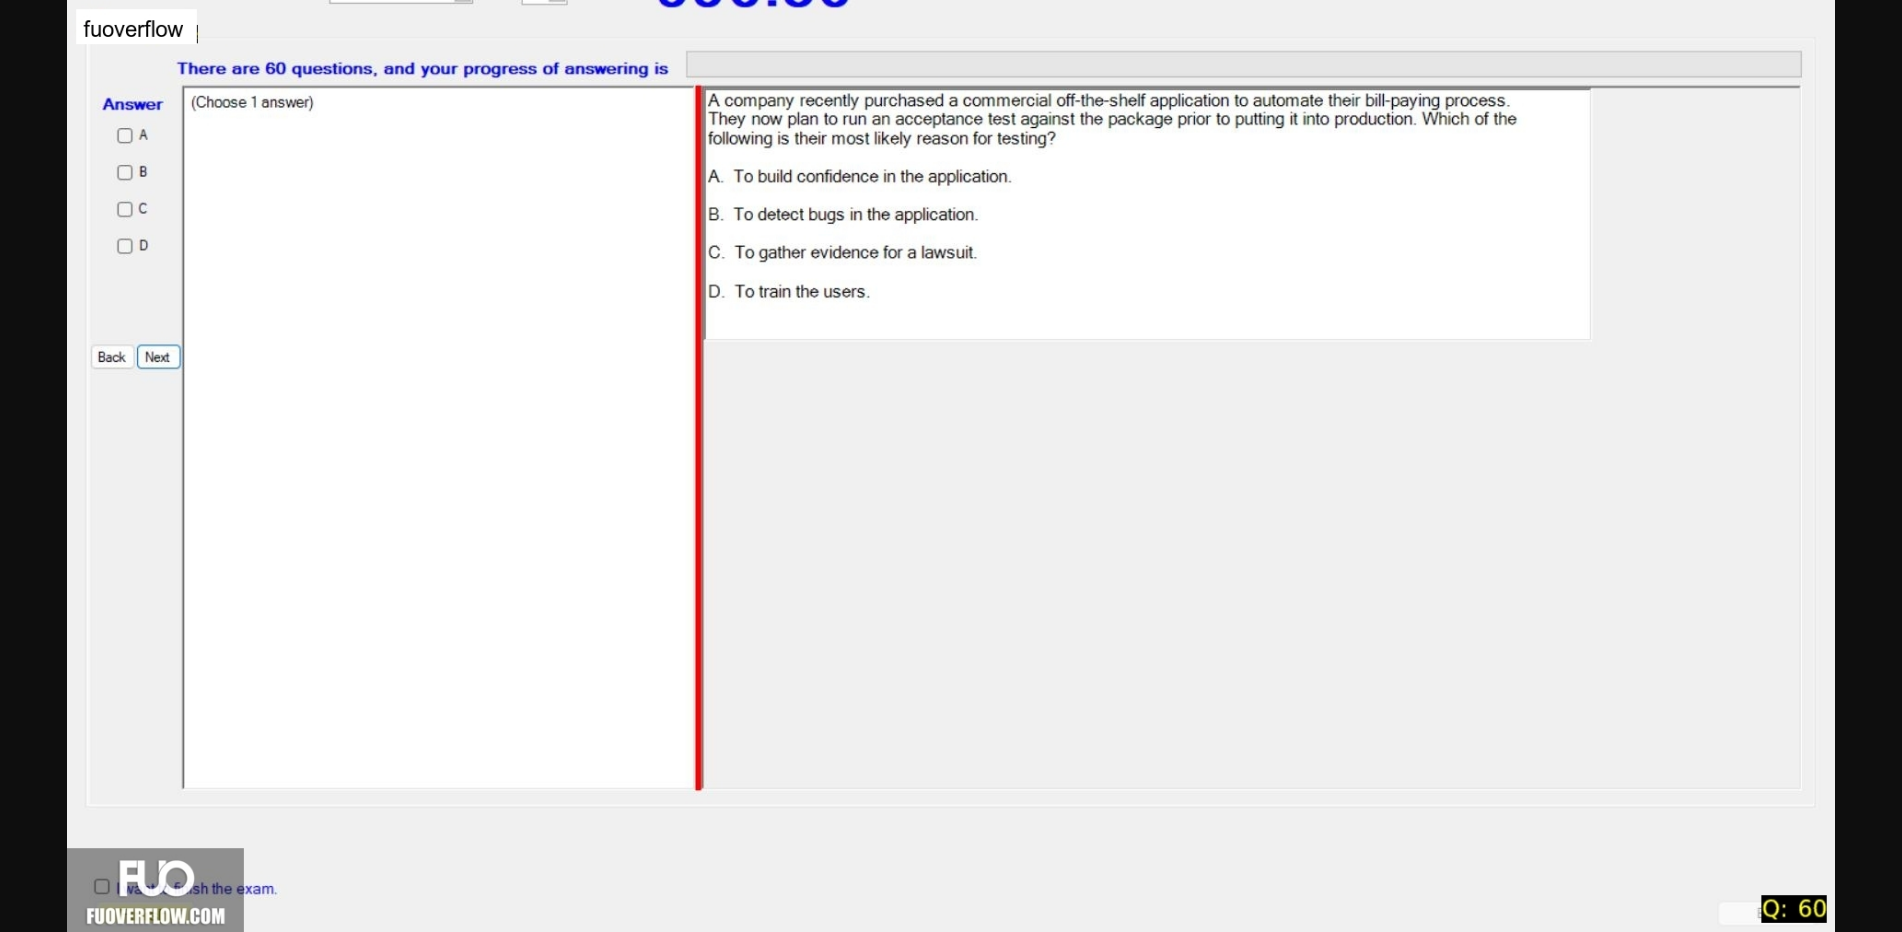 fuoverflow
There are 60 questions, and your progress of answering is
Answer
(Choose 1 answer)
A
B
C
D
Back
Next
A company recently purchased a commercial off-the-shelf application to automate their bill-paying process.
They now plan to run an acceptance test against the package prior to putting it into production. Which of the
following is their most likely reason for testing?
A. To build confidence in the application.
B. To detect bugs in the application.
C. To gather evidence for a lawsuit.
D. To train the users.
FUO
sh the exam.
FUOVERFLOW.COM
Q: 60